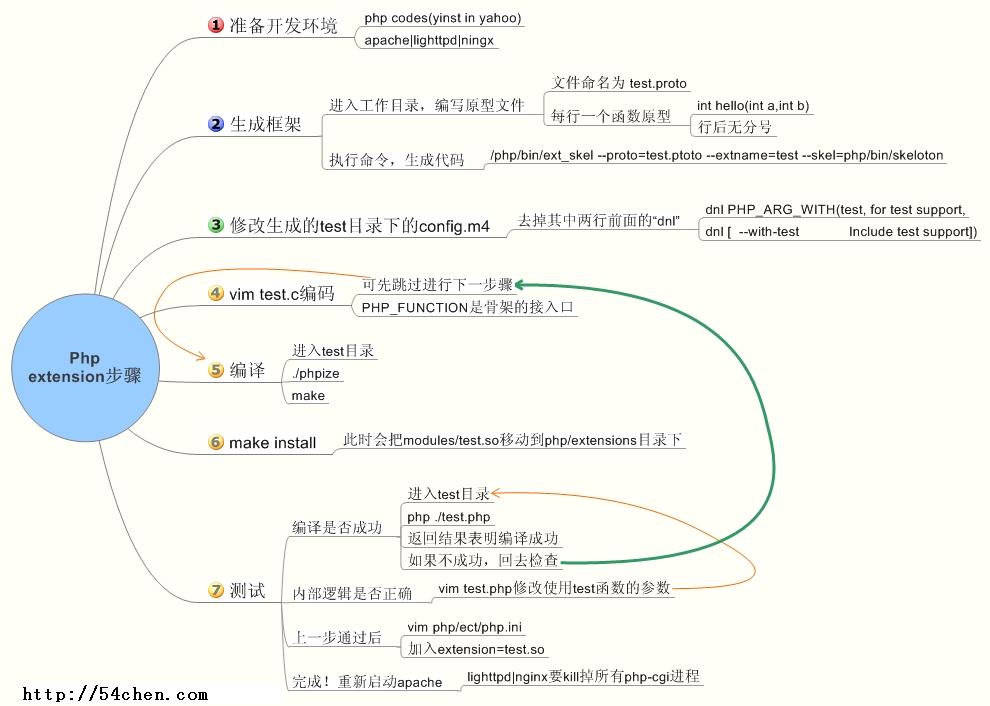 Php
extension步骤
1 准备开发环境
php codes(yinst in yahoo)
apache|lighttpd|ningx
2 生成框架
进入工作目录，编写原型文件
文件命名为 test.proto
每行一个函数原型
int hello(int a,int b)
行后无分号
执行命令，生成代码
/php/bin/ext_skel --proto=test.ptoto --extname=test --skel=php/bin/skeloton
3 修改生成的test目录下的config.m4
去掉其中两行前面的“dnl”
dnl PHP_ARG_WITH(test, for test support,
dnl [ --with-test Include test support])
4 vim test.c编码
可先跳过进行下一步骤
PHP_FUNCTION是骨架的接入口
5 编译
进入test目录
./phpize
make
6 make install
此时会把modules/test.so移动到php/extensions目录下
7 测试
编译是否成功
进入test目录
php ./test.php
返回结果表明编译成功
如果不成功，回去检查
内部逻辑是否正确
vim test.php修改使用test函数的参数
上一步通过后
vim php/ect/php.ini
加入extension=test.so
完成！重新启动apache
lighttpd|nginx要kill掉所有php-cgi进程
http://54chen.com